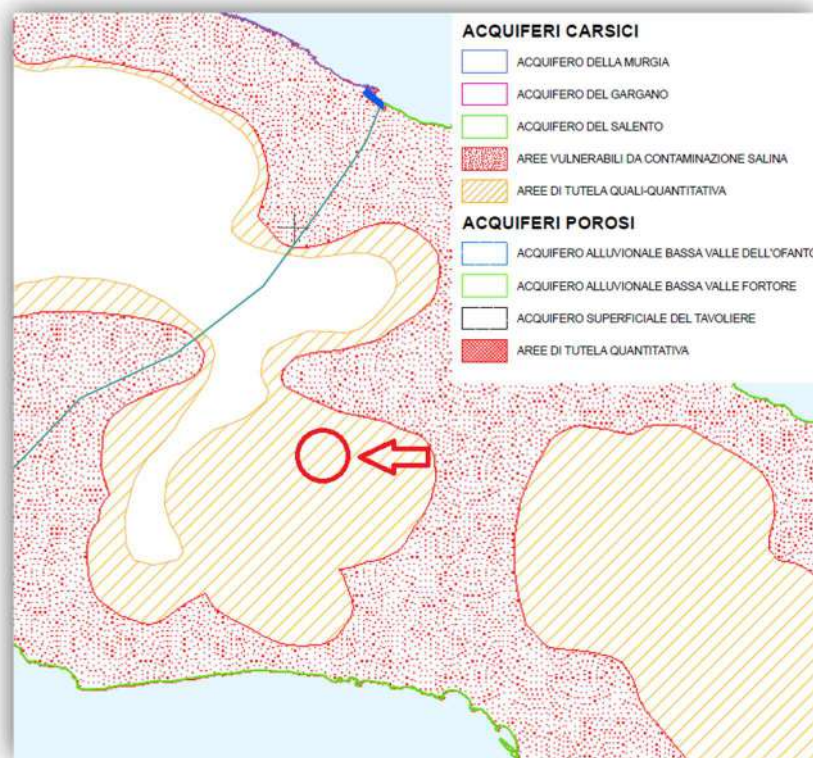 ACQUIFERI CARSICI
ACQUIFERO DELLA MURGIA
ACQUIFERO DEL GARGANO
ACQUIFERO DEL SALENTO
AREE VULNERABILI DA CONTAMINAZIONE SALINA
AREE DI TUTELA QUALI-QUANTITATIVA
ACQUIFERI POROSI
ACQUIFERO ALLUVIONALE BASSA VALLE DELL'OFANTO
ACQUIFERO ALLUVIONALE BASSA VALLE FORTORE
ACQUIFERO SUPERFICIALE DEL TAVOLIERE
AREE DI TUTELA QUANTITATIVA